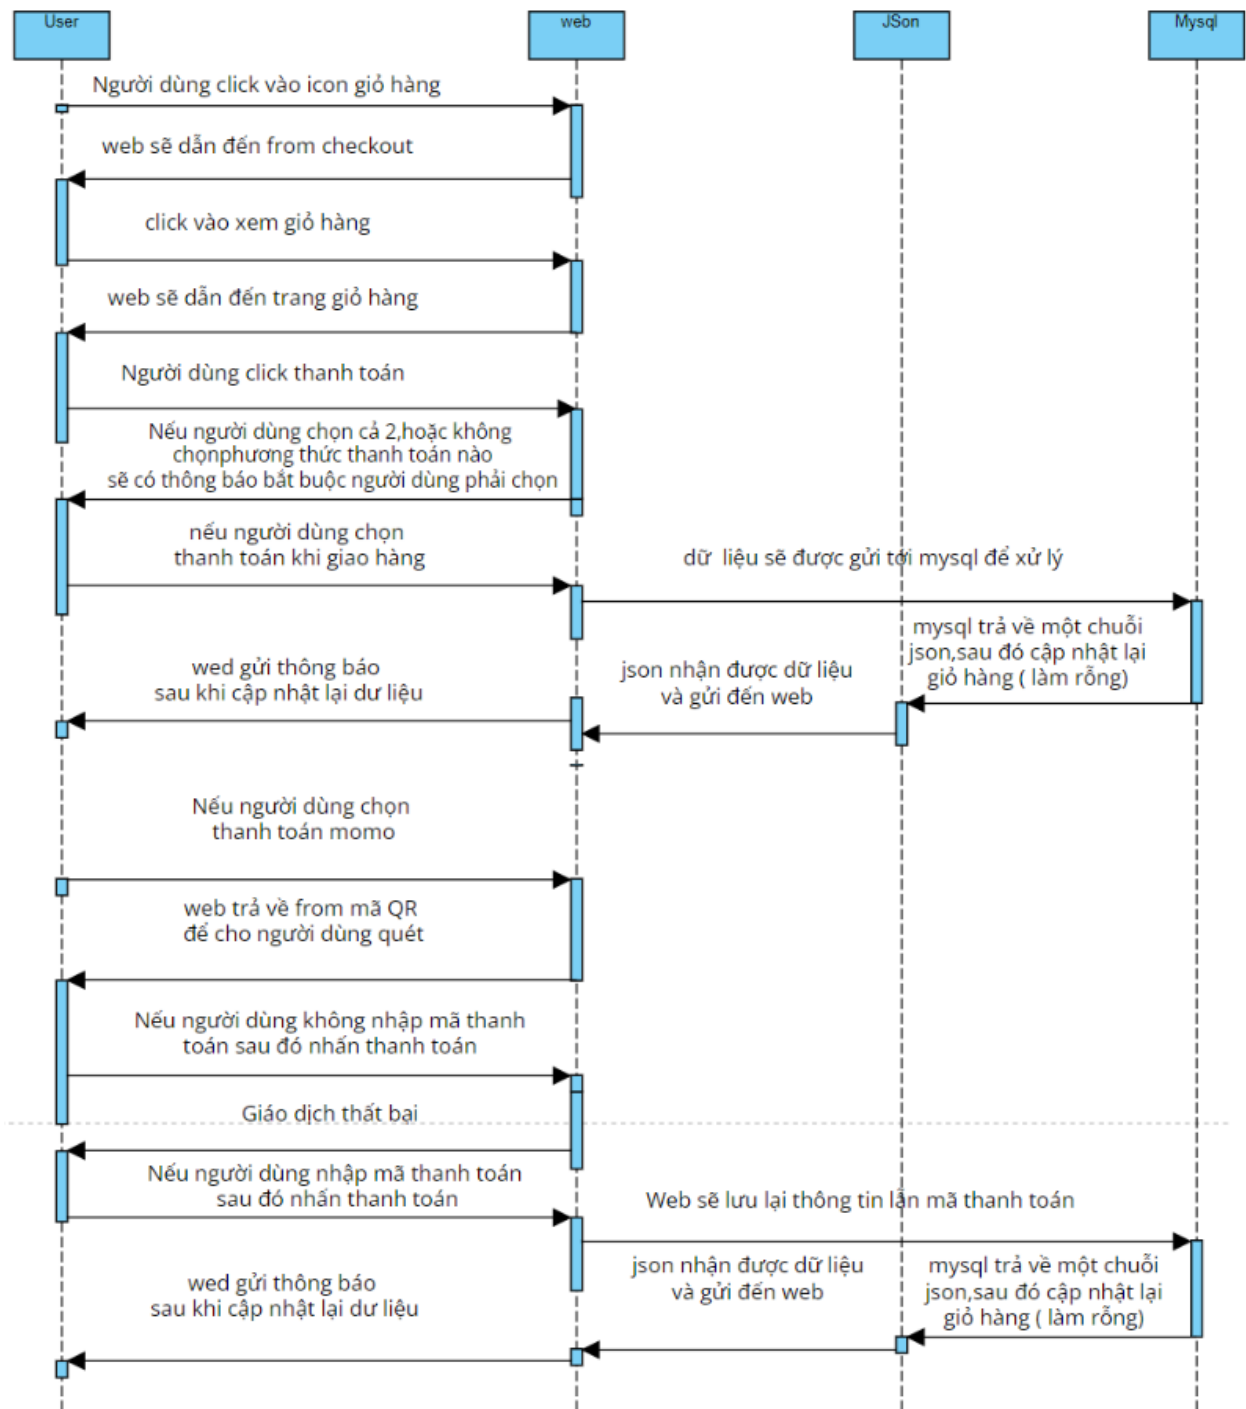 User
web
JSon
Mysql
Người dùng click vào icon giỏ hàng
web sẽ dẫn đến from checkout
click vào xem giỏ hàng
web sẽ dẫn đến trang giỏ hàng
Người dùng click thanh toán
Nếu người dùng chọn cả 2,hoặc không
chọnphương thức thanh toán nào
sẽ có thông báo bắt buộc người dùng phải chọn
nếu người dùng chọn
thanh toán khi giao hàng
dữ liệu sẽ được gửi tới mysql để xử lý
mysql trả về một chuỗi
json,sau đó cập nhật lại
giỏ hàng ( làm rỗng)
json nhận được dữ liệu
và gửi đến web
wed gửi thông báo
sau khi cập nhật lại dư liệu
Nếu người dùng chọn
thanh toán momo
web trả về from mã QR
để cho người dùng quét
Nếu người dùng không nhập mã thanh
toán sau đó nhấn thanh toán
Giáo dịch thất bại
Nếu người dùng nhập mã thanh toán
sau đó nhấn thanh toán
Web sẽ lưu lại thông tin lẫn mã thanh toán
mysql trả về một chuỗi
json,sau đó cập nhật lại
giỏ hàng ( làm rỗng)
json nhận được dữ liệu
và gửi đến web
wed gửi thông báo
sau khi cập nhật lại dư liệu